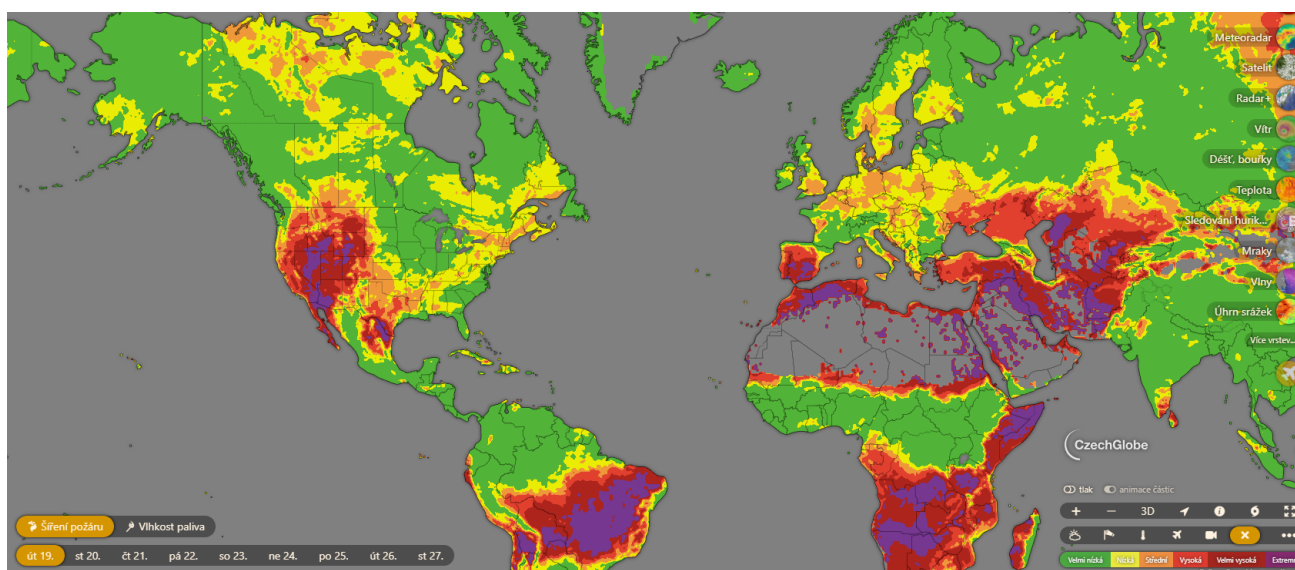 Meteoradar
Satelit
Radar+
Vítr
Déšť, bouřky
Teplota
Sledování hurik...
Mraky
Vlny
Úhrn srážek
Více vrstev...
CzechGlobe
tlak animace částic
+ − 3D
Šíření požáru Vlhkost paliva
út 19. st 20. čt 21. pá 22. so 23. ne 24. po 25. út 26. st 27.
Velmi nízká Nízká Střední Vysoká Velmi vysoká Extrémn